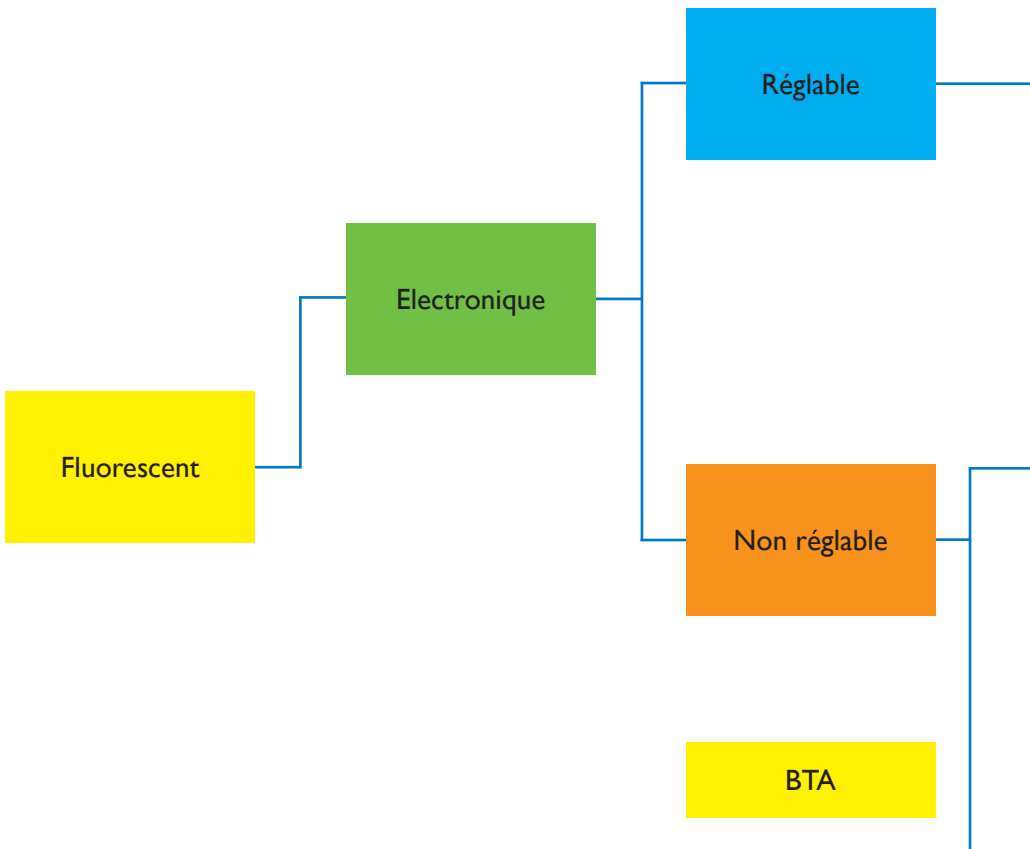 Réglable
Electronique
Fluorescent
Non réglable
BTA